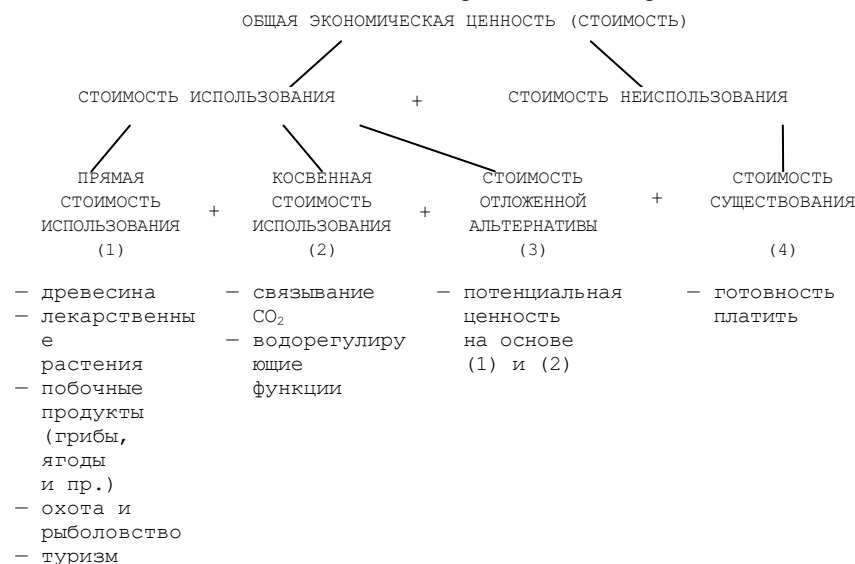 ОБЩАЯ ЭКОНОМИЧЕСКАЯ ЦЕННОСТЬ (СТОИМОСТЬ)
СТОИМОСТЬ ИСПОЛЬЗОВАНИЯ + СТОИМОСТЬ НЕИСПОЛЬЗОВАНИЯ
ПРЯМАЯ
СТОИМОСТЬ
ИСПОЛЬЗОВАНИЯ
(1)
+
КОСВЕННАЯ
СТОИМОСТЬ
ИСПОЛЬЗОВАНИЯ
(2)
+
СТОИМОСТЬ
ОТЛОЖЕННОЙ
АЛЬТЕРНАТИВЫ
(3)
+
СТОИМОСТЬ
СУЩЕСТВОВАНИЯ
(4)
— древесина
— лекарственны
е
растения
— побочные
продукты
(грибы,
ягоды
и пр.)
— охота и
рыболовство
— туризм
— связывание
CO₂
— водорегулиру
ющие
функции
— потенциальная
ценность
на основе
(1) и (2)
— готовность
платить